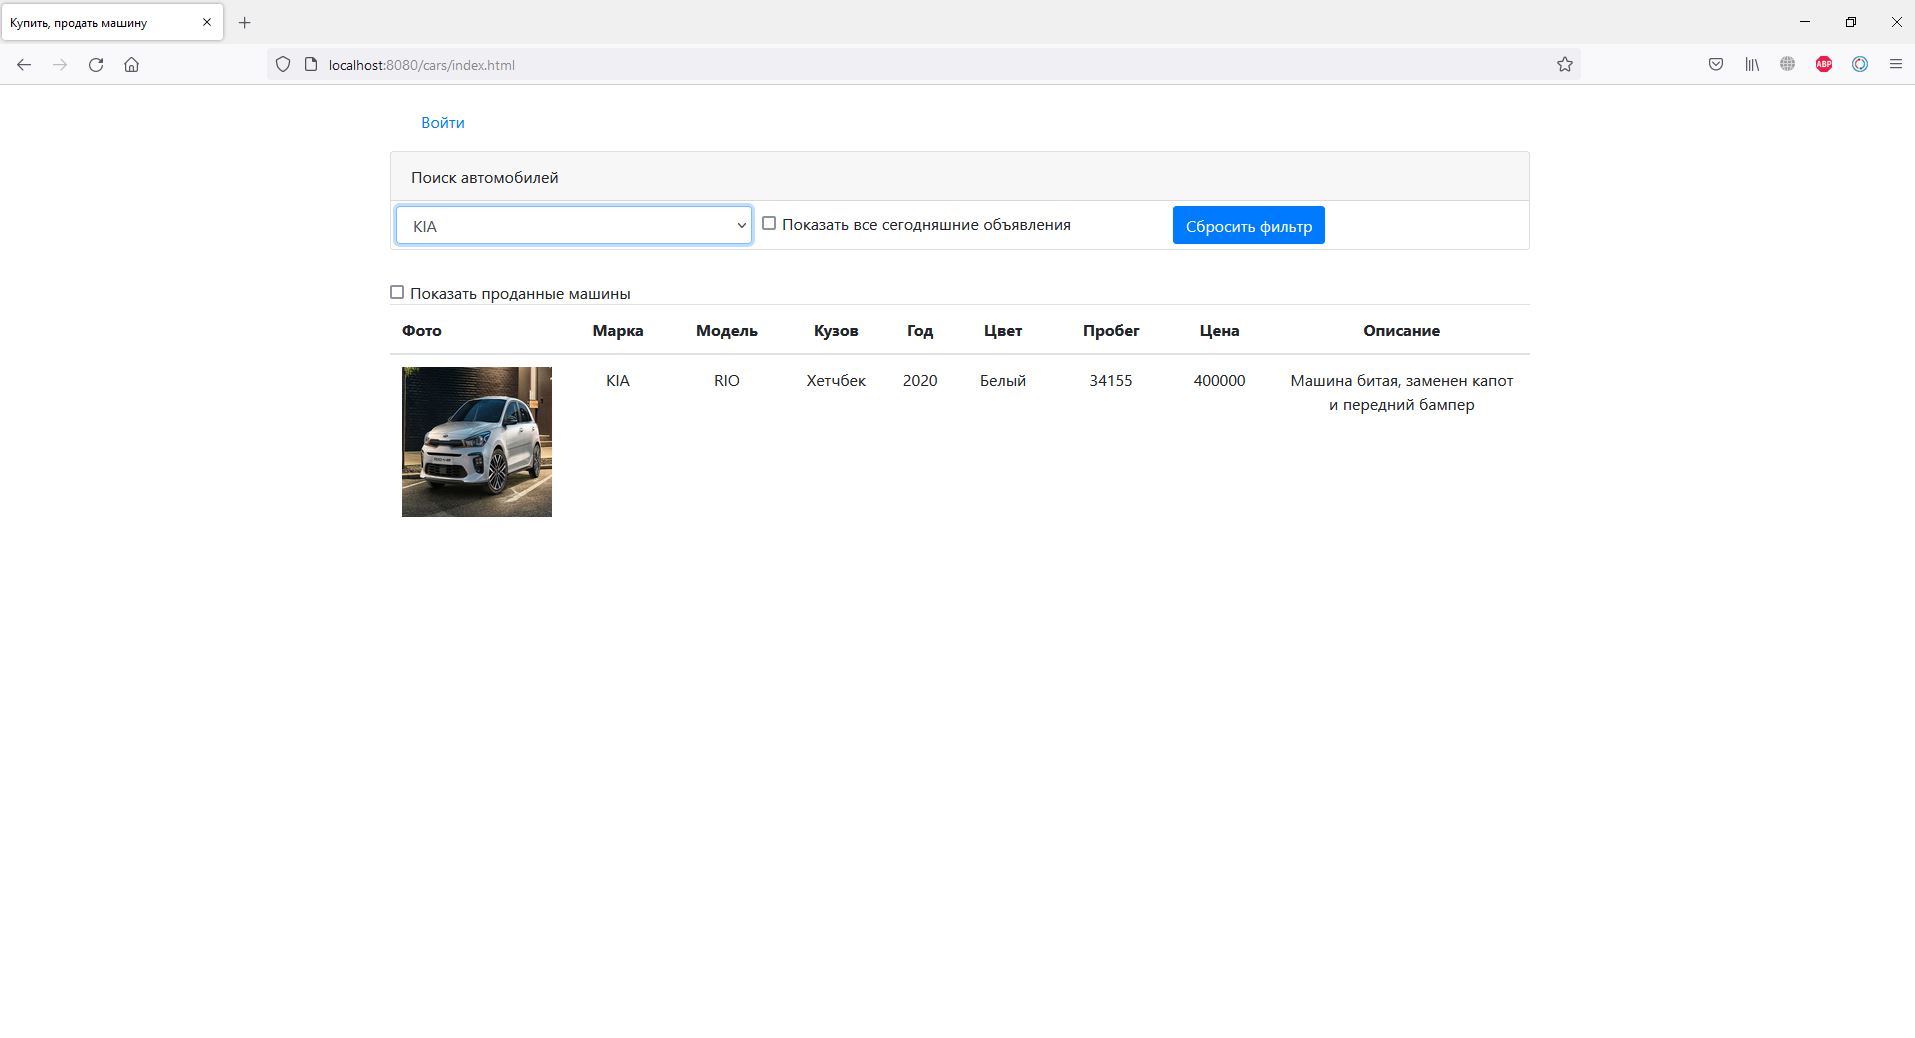 Купить, продать машину
localhost:8080/cars/index.html
ABP
Войти
Поиск автомобилей
KIA
Показать все сегодняшние объявления
Сбросить фильтр
Показать проданные машины
Фото Марка Модель Кузов Год Цвет Пробег Цена Описание
KIA RIO Хетчбек 2020 Белый 34155 400000 Машина битая, заменен капот
и передний бампер